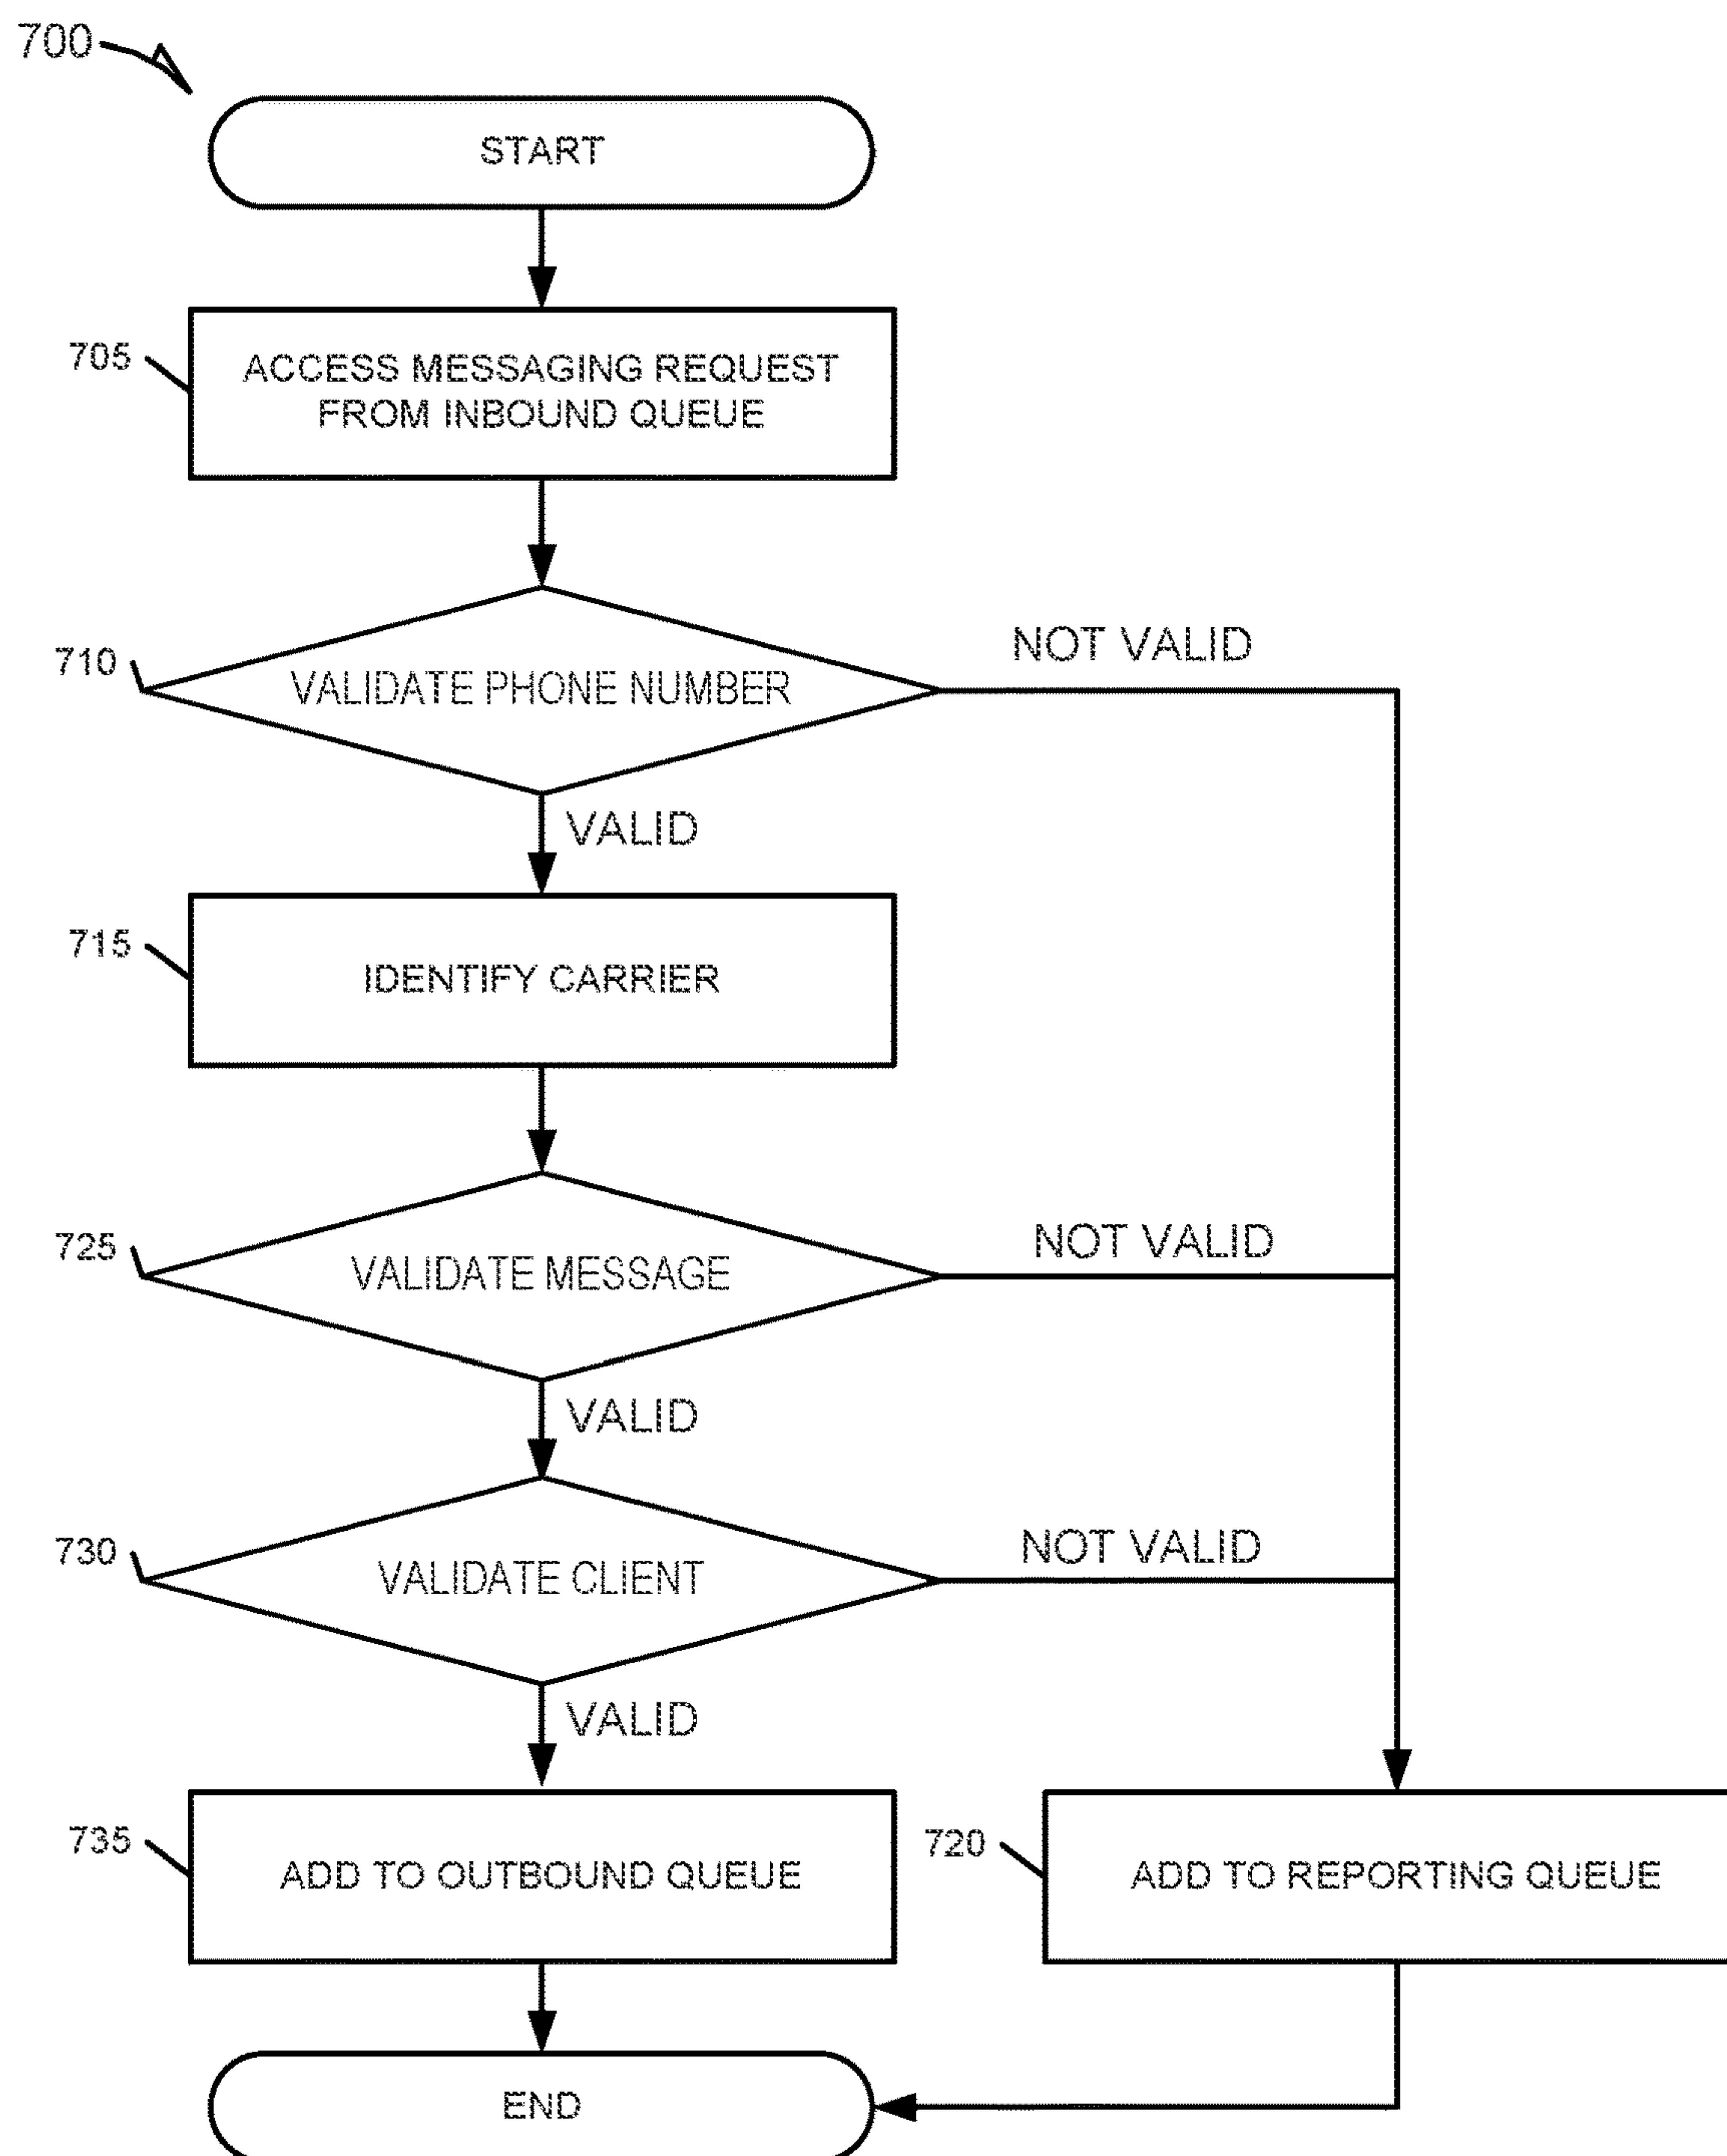 700
START
705
ACCESS MESSAGING REQUEST
FROM INBOUND QUEUE
710
VALIDATE PHONE NUMBER
NOT VALID
VALID
715
IDENTIFY CARRIER
725
VALIDATE MESSAGE
NOT VALID
VALID
730
VALIDATE CLIENT
NOT VALID
VALID
735
ADD TO OUTBOUND QUEUE
720
ADD TO REPORTING QUEUE
END